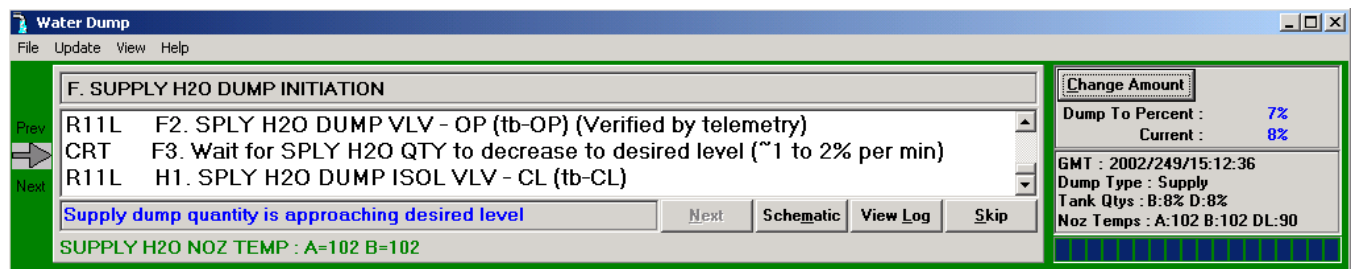 Water Dump
File Update View Help
F. SUPPLY H2O DUMP INITIATION
Prev
Next
R11L F2. SPLY H2O DUMP VLV - OP (tb-OP) (Verified by telemetry)
CRT F3. Wait for SPLY H2O QTY to decrease to desired level (~1 to 2% per min)
R11L H1. SPLY H2O DUMP ISOL VLV - CL (tb-CL)
Supply dump quantity is approaching desired level
Next Schematic View Log Skip
SUPPLY H2O NOZ TEMP : A=102 B=102
Change Amount
Dump To Percent : 7%
Current : 8%
GMT : 2002/249/15:12:36
Dump Type : Supply
Tank Qtys : B:8% D:8%
Noz Temps : A:102 B:102 DL:90